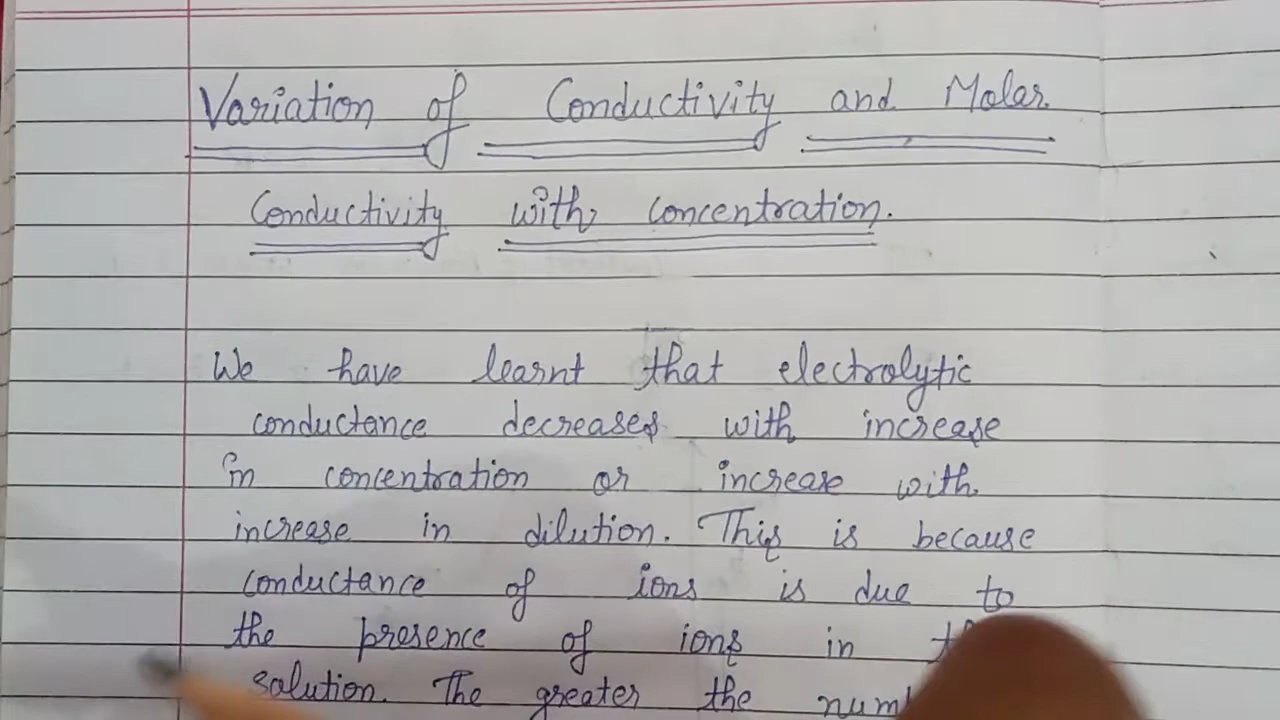 Variation of Conductivity and Molar
Conductivity with concentration.
We have learnt that electrolytic
conductance decreases with increase
in concentration or increase with
increase in dilution. This is because
conductance of ions is due to
the presence of ions in
solution. The greater the